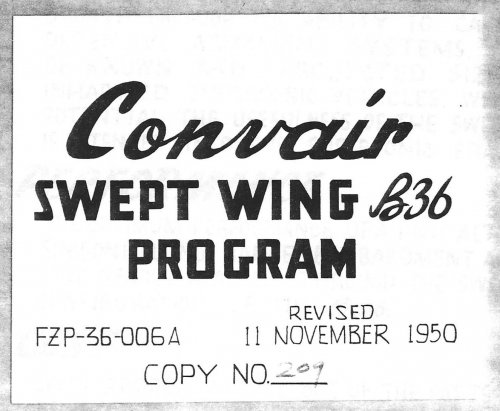 Convair
SWEPT WING B36
PROGRAM
REVISED
FZP-36-006A 11 NOVEMBER 1950
COPY NO. 209